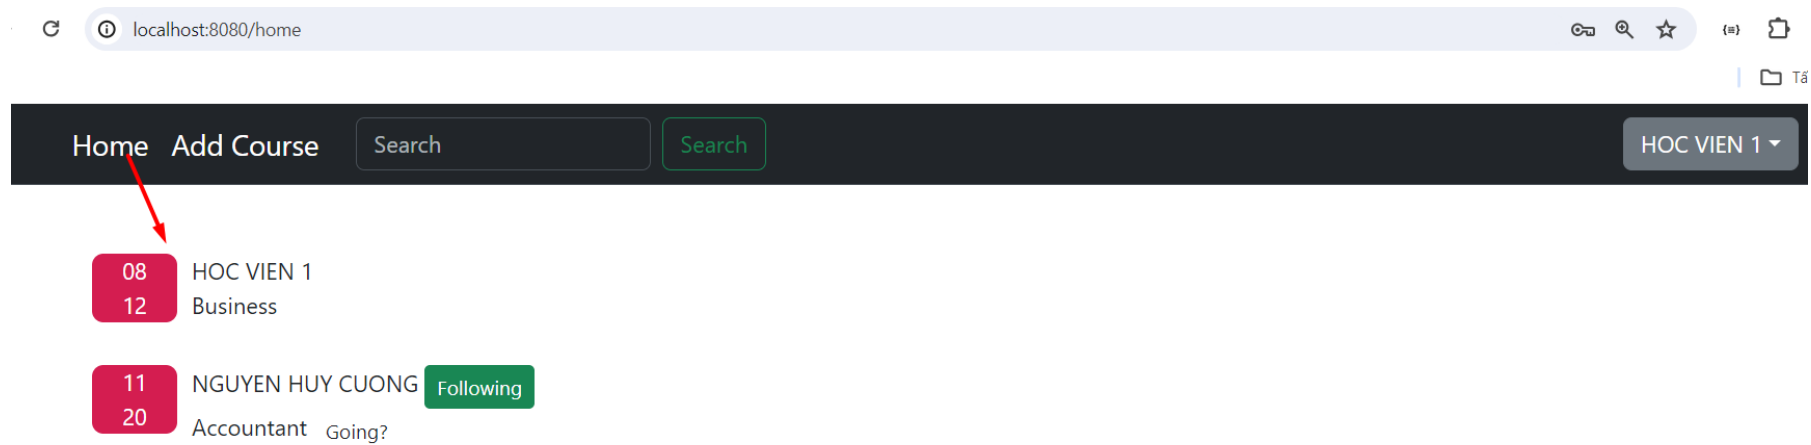 localhost:8080/home
Tấ
Home Add Course Search Search HOC VIEN 1
08 HOC VIEN 1
12 Business
11 NGUYEN HUY CUONG Following
20 Accountant Going?